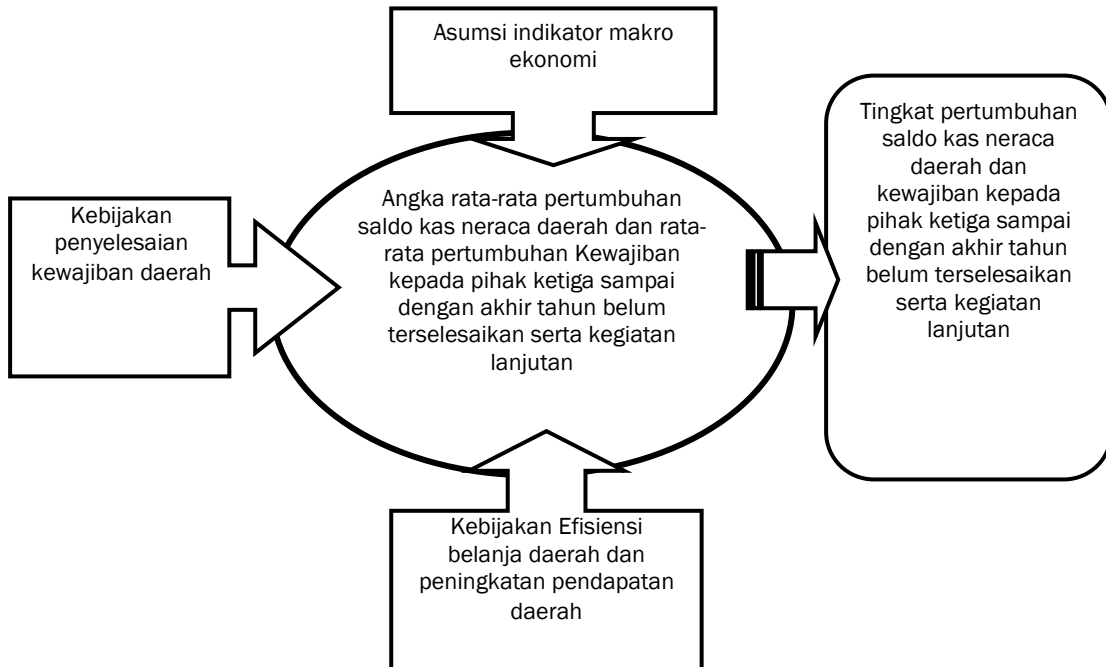 Asumsi indikator makro
ekonomi
Kebijakan
penyelesaian
kewajiban daerah
Angka rata-rata pertumbuhan
saldo kas neraca daerah dan rata-
rata pertumbuhan Kewajiban
kepada pihak ketiga sampai
dengan akhir tahun belum
terselesaikan serta kegiatan
lanjutan
Tingkat pertumbuhan
saldo kas neraca
daerah dan
kewajiban kepada
pihak ketiga sampai
dengan akhir tahun
belum terselesaikan
serta kegiatan
lanjutan
Kebijakan Efisiensi
belanja daerah dan
peningkatan pendapatan
daerah